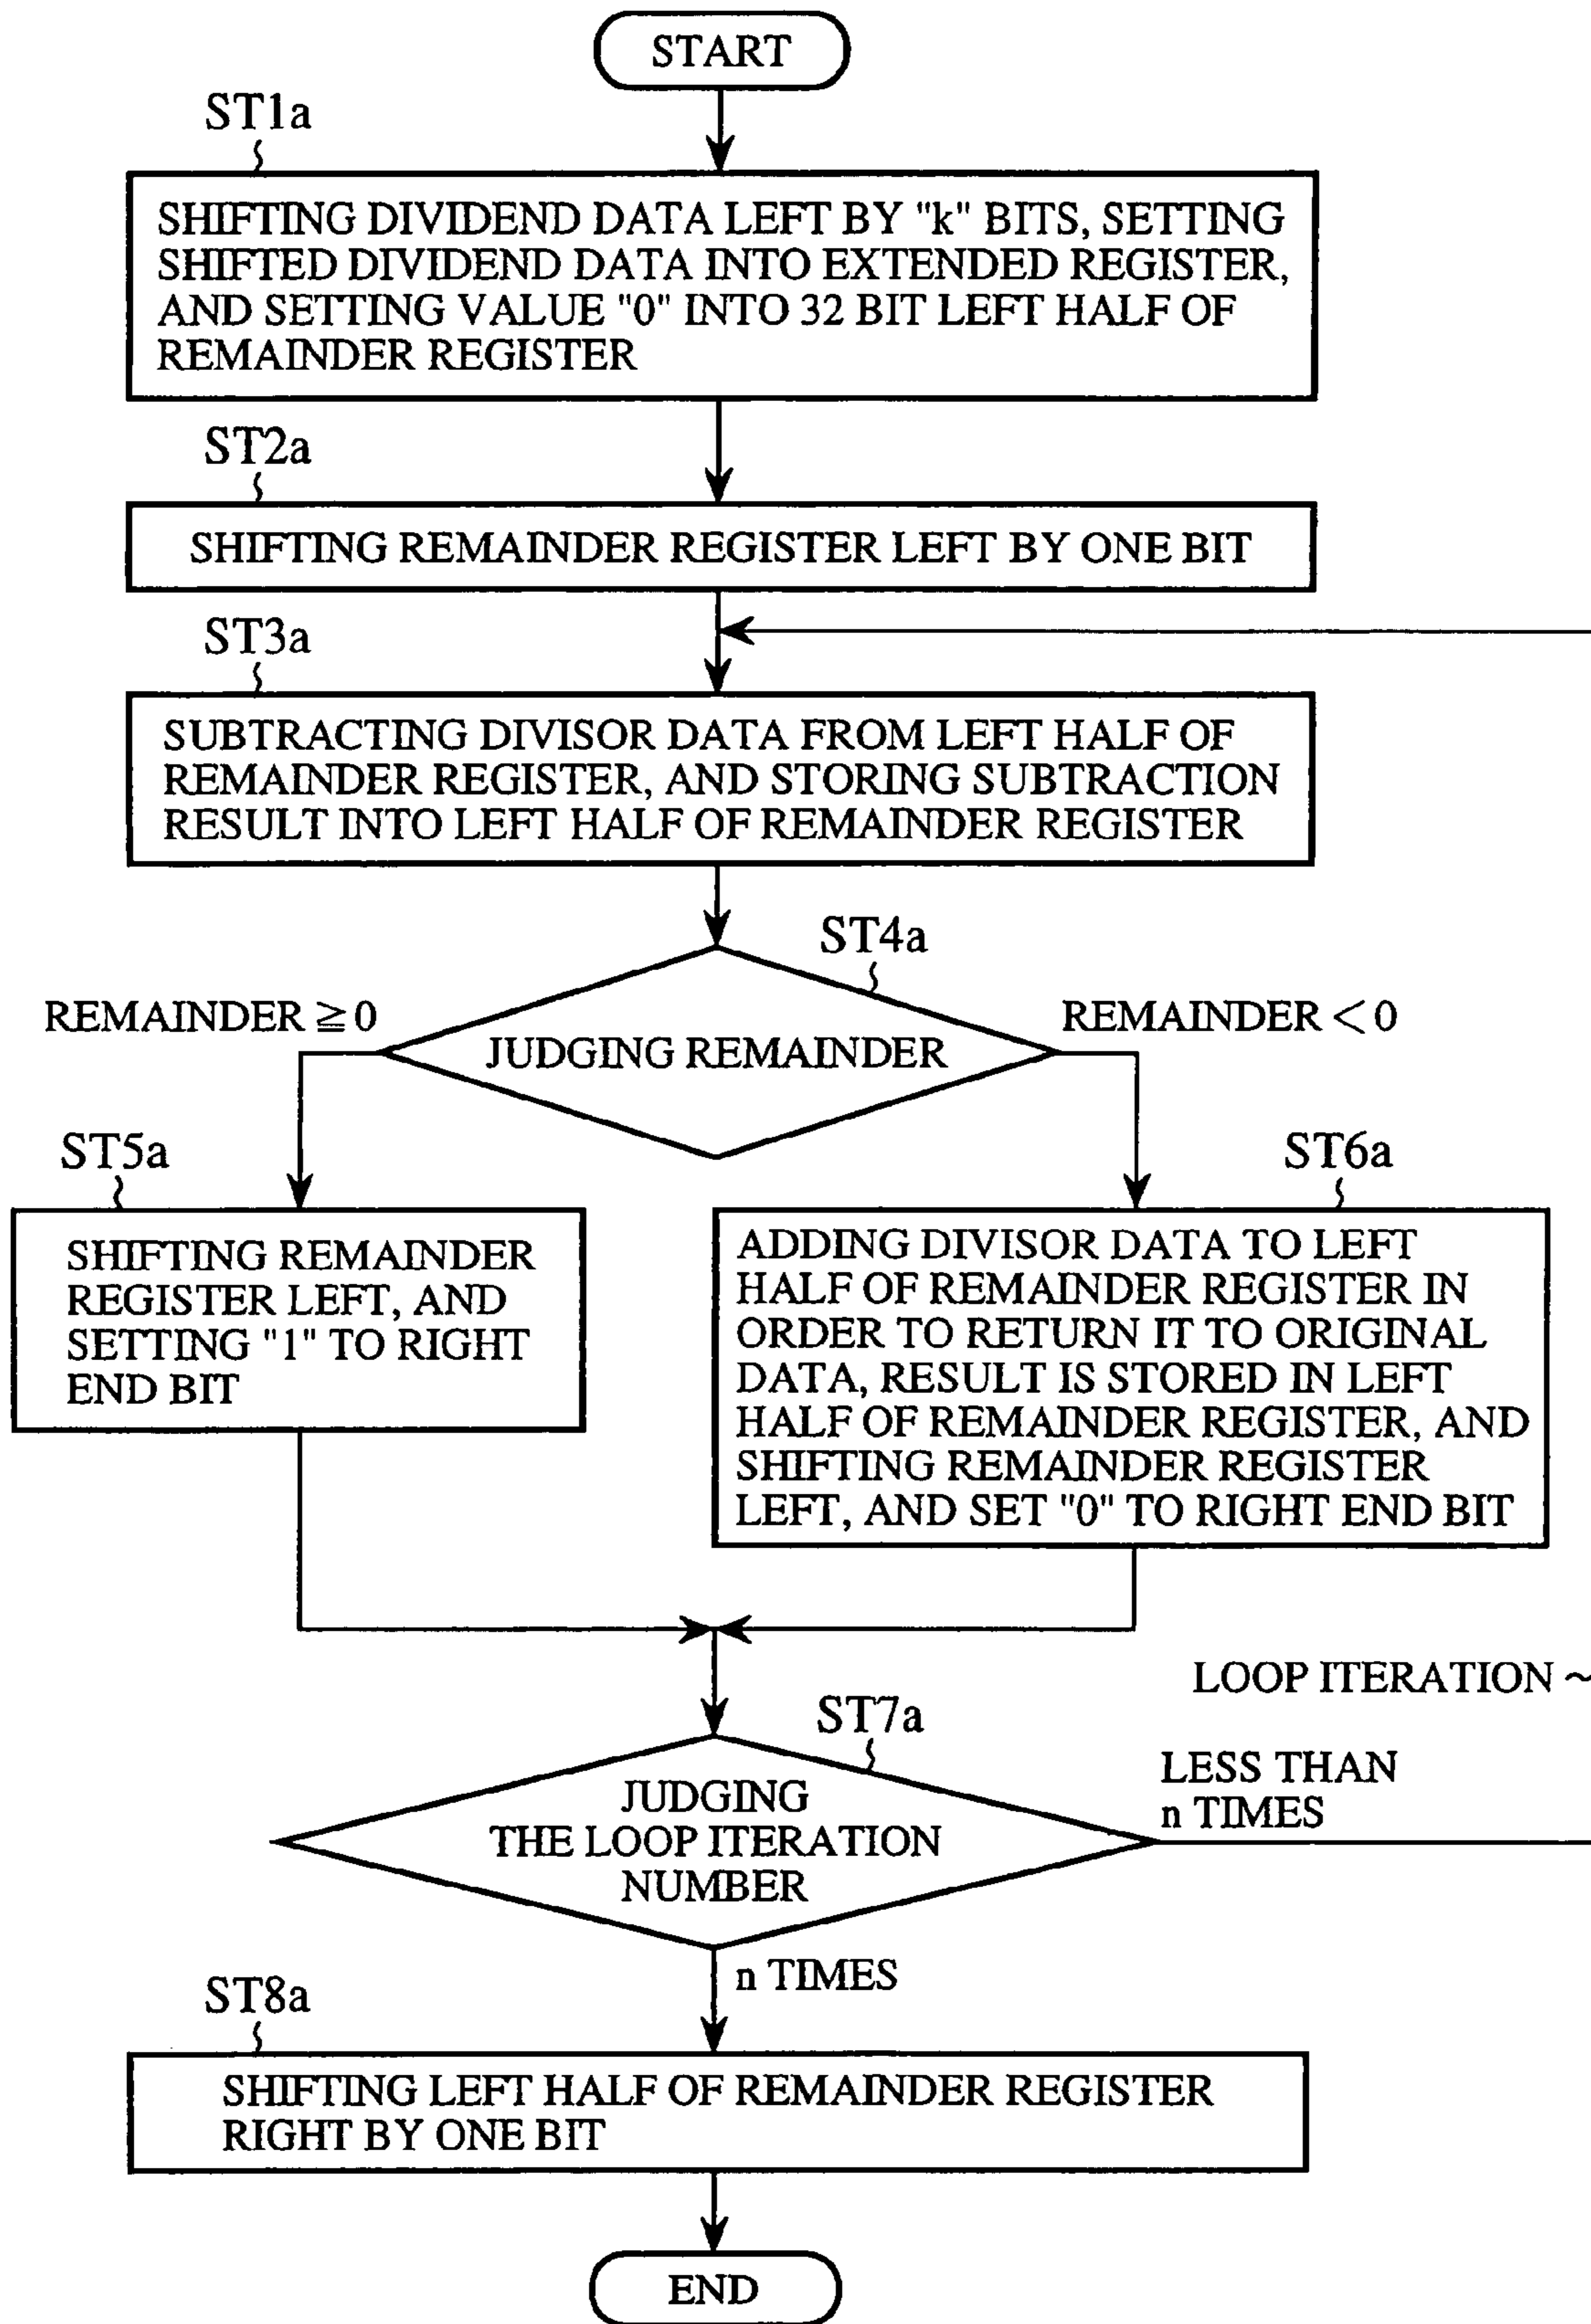 START
ST1a
SHIFTING DIVIDEND DATA LEFT BY "k" BITS, SETTING
SHIFTED DIVIDEND DATA INTO EXTENDED REGISTER,
AND SETTING VALUE "0" INTO 32 BIT LEFT HALF OF
REMAINDER REGISTER
ST2a
SHIFTING REMAINDER REGISTER LEFT BY ONE BIT
ST3a
SUBTRACTING DIVISOR DATA FROM LEFT HALF OF
REMAINDER REGISTER, AND STORING SUBTRACTION
RESULT INTO LEFT HALF OF REMAINDER REGISTER
ST4a
REMAINDER ≧ 0
REMAINDER < 0
JUDGING REMAINDER
ST5a
SHIFTING REMAINDER
REGISTER LEFT, AND
SETTING "1" TO RIGHT
END BIT
ST6a
ADDING DIVISOR DATA TO LEFT
HALF OF REMAINDER REGISTER IN
ORDER TO RETURN IT TO ORIGINAL
DATA, RESULT IS STORED IN LEFT
HALF OF REMAINDER REGISTER, AND
SHIFTING REMAINDER REGISTER
LEFT, AND SET "0" TO RIGHT END BIT
LOOP ITERATION ~
ST7a
JUDGING
THE LOOP ITERATION
NUMBER
LESS THAN
n TIMES
n TIMES
ST8a
SHIFTING LEFT HALF OF REMAINDER REGISTER
RIGHT BY ONE BIT
END